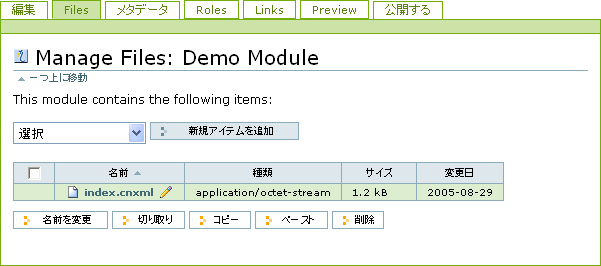 編集 Files メタデータ Roles Links Preview 公開する
Manage Files: Demo Module
一つ上に移動
This module contains the following items:
選択 新規アイテムを追加
名前 種類 サイズ 変更日
index.cnxml application/octet-stream 1.2 kB 2005-08-29
名前を変更 切り取り コピー ペースト 削除